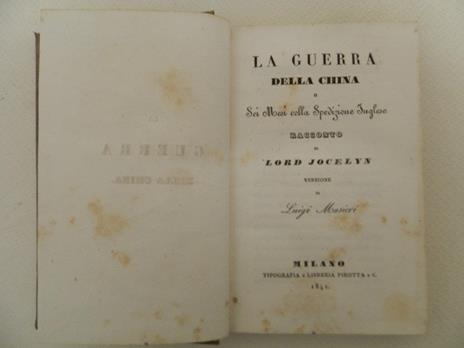 LA GUERRA
DELLA CHINA
O
Sei Mesi colla Spedizione Inglese
RACCONTO
DI
LORD JOCELYN
VERSIONE
DI
Luigi Masieri
MILANO
TIPOGRAFIA E LIBRERIA PIROTTA E C.
1841.